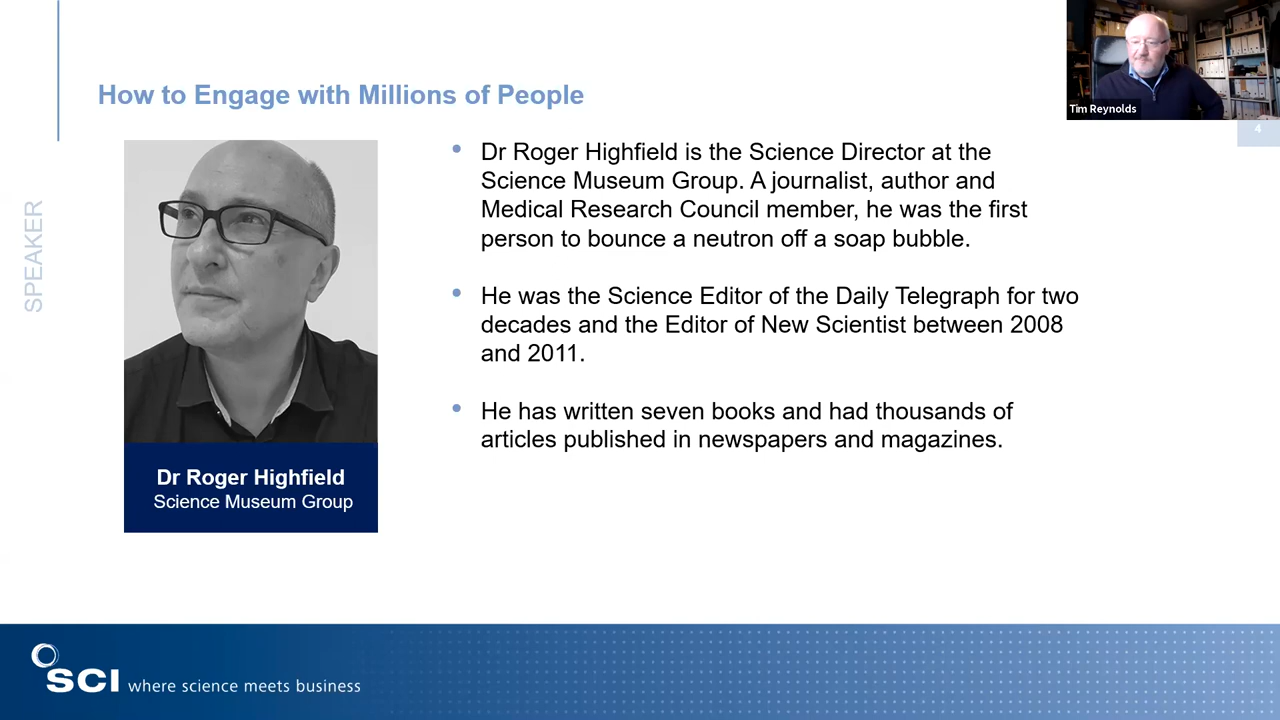 How to Engage with Millions of People
Tim Reynolds
4
SPEAKER
Dr Roger Highfield
Science Museum Group
• Dr Roger Highfield is the Science Director at the
Science Museum Group. A journalist, author and
Medical Research Council member, he was the first
person to bounce a neutron off a soap bubble.
• He was the Science Editor of the Daily Telegraph for two
decades and the Editor of New Scientist between 2008
and 2011.
• He has written seven books and had thousands of
articles published in newspapers and magazines.
SCI where science meets business